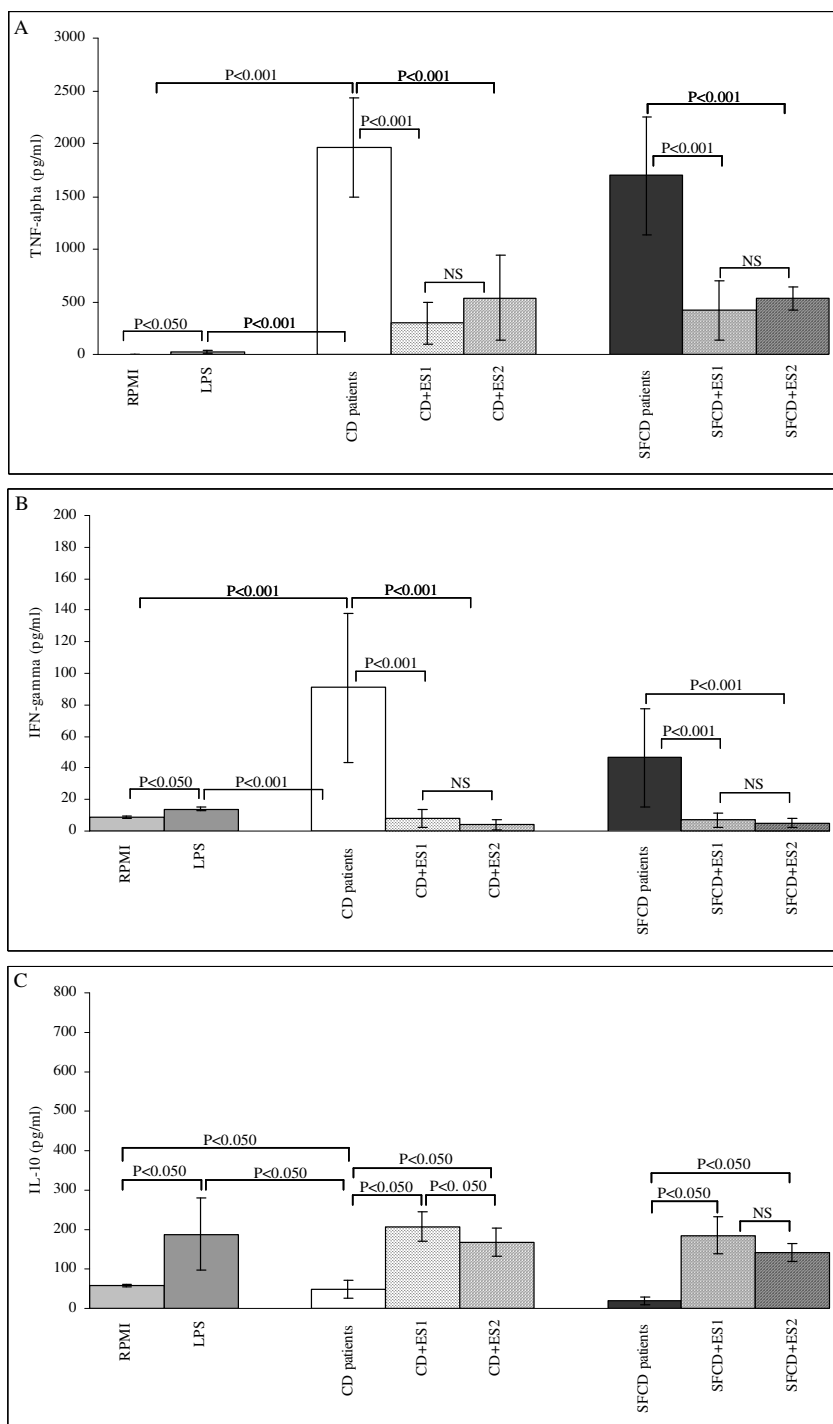 A
3000
P<0.001 P<0.001
2500
P<0.001
P<0.001
2000
P<0.001
TNF-alpha (pg/ml)
1500
1000
NS NS
500
P<0.050 P<0.001
0
RPMI
LPS
CD patients
CD+ES1
CD+ES2
SFCD patients
SFCD+ES1
SFCD+ES2
B
200
180
160
P<0.001 P<0.001
140
120
P<0.001
100
IFN-gamma (pg/ml)
P<0.001
80
60
P<0.001
40
P<0.050 P<0.001 NS NS
20
0
RPMI
LPS
CD patients
CD+ES1
CD+ES2
SFCD patients
SFCD+ES1
SFCD+ES2
C
800
700
600
500
IL-10 (pg/ml)
400
P<0.050
P<0.050 P<0.050
300
P<0.050 P<0.050 P<0.050 P<0. 050 P<0.050 NS
200
100
0
RPMI
LPS
CD patients
CD+ES1
CD+ES2
SFCD patients
SFCD+ES1
SFCD+ES2